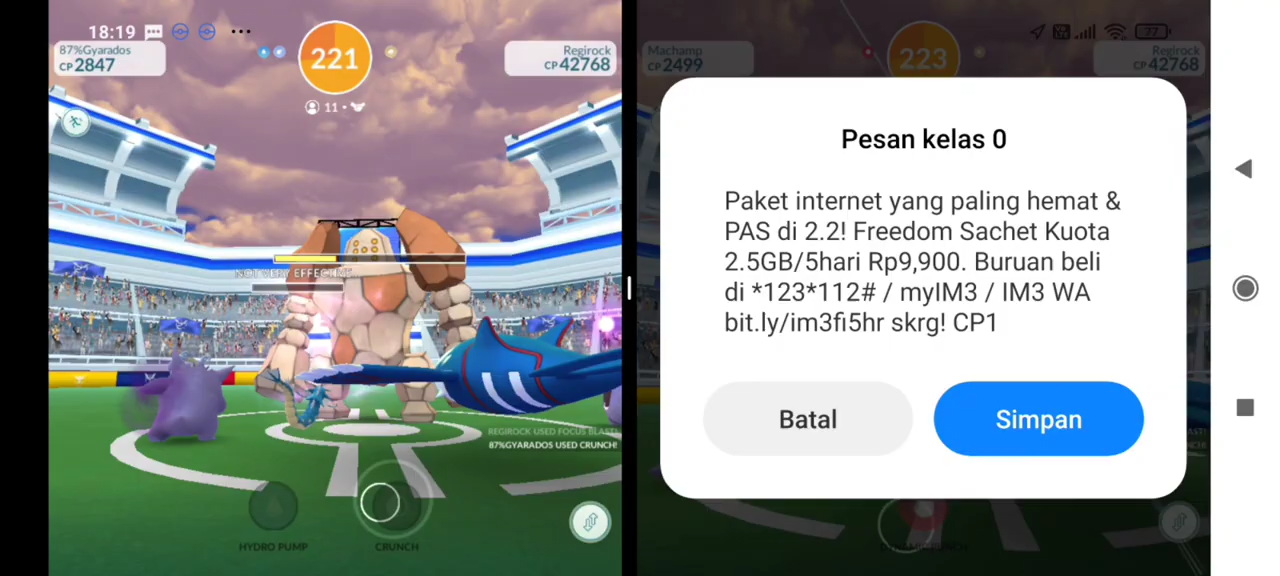 18:19
87%Gyarados
CP2847
221
Regirock
CP42768
11
NOT VERY EFFECTIVE
REGIROCK USED FOCUS BLAST!
87%GYARADOS USED CRUNCH!
HYDRO PUMP
CRUNCH
77
Machamp
CP2499
223
Regirock
CP42768
Pesan kelas 0
Paket internet yang paling hemat &
PAS di 2.2! Freedom Sachet Kuota
2.5GB/5hari Rp9,900. Buruan beli
di *123*112# / myIM3 / IM3 WA
bit.ly/im3fi5hr skrg! CP1
Batal
Simpan
DYNAMIC PUNCH